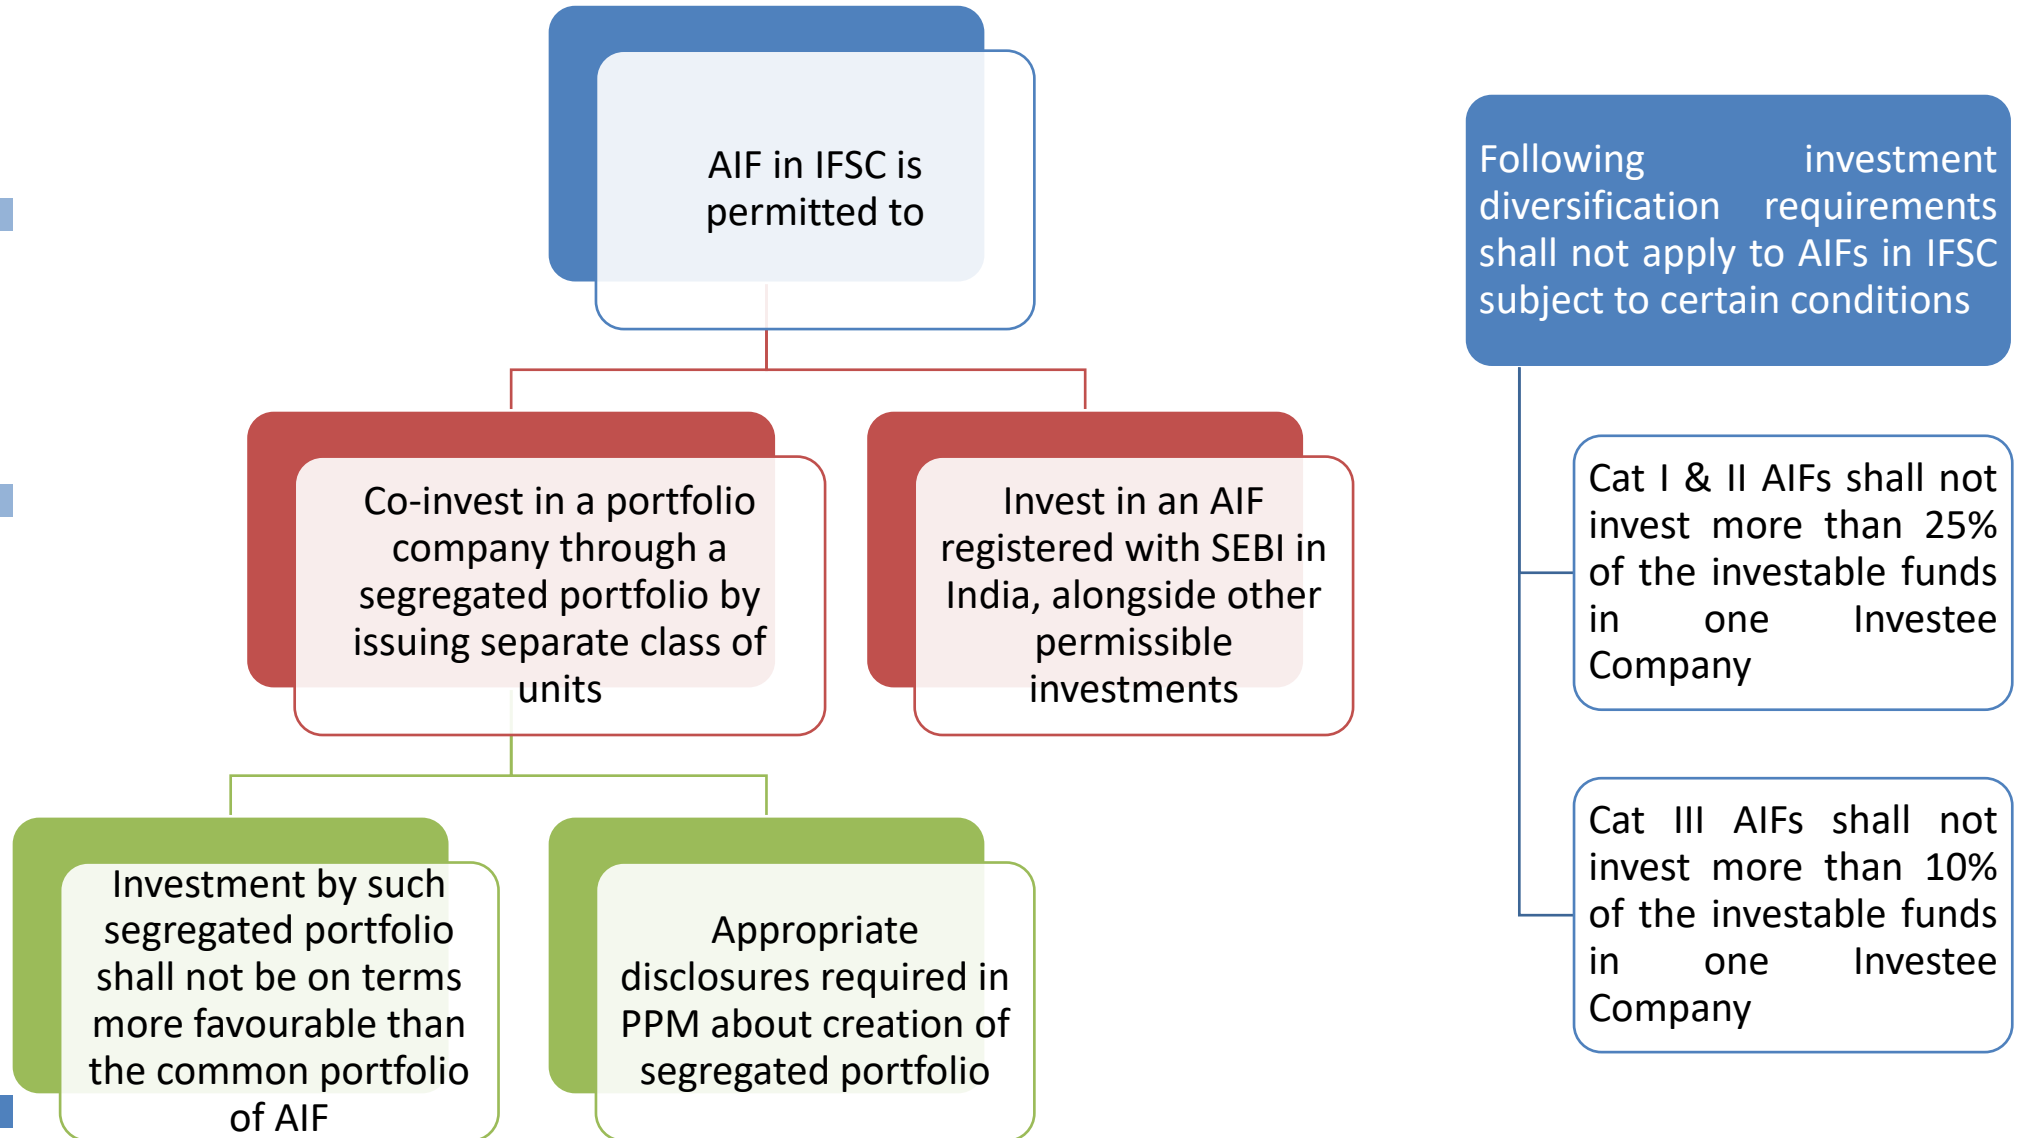 AIF in IFSC is
permitted to
Co-invest in a portfolio
company through a
segregated portfolio by
issuing separate class of
units
Invest in an AIF
registered with SEBI in
India, alongside other
permissible
investments
Investment by such
segregated portfolio
shall not be on terms
more favourable than
the common portfolio
of AIF
Appropriate
disclosures required in
PPM about creation of
segregated portfolio
Following investment
diversification requirements
shall not apply to AIFs in IFSC
subject to certain conditions
Cat I & II AIFs shall not
invest more than 25%
of the investable funds
in one Investee
Company
Cat III AIFs shall not
invest more than 10%
of the investable funds
in one Investee
Company